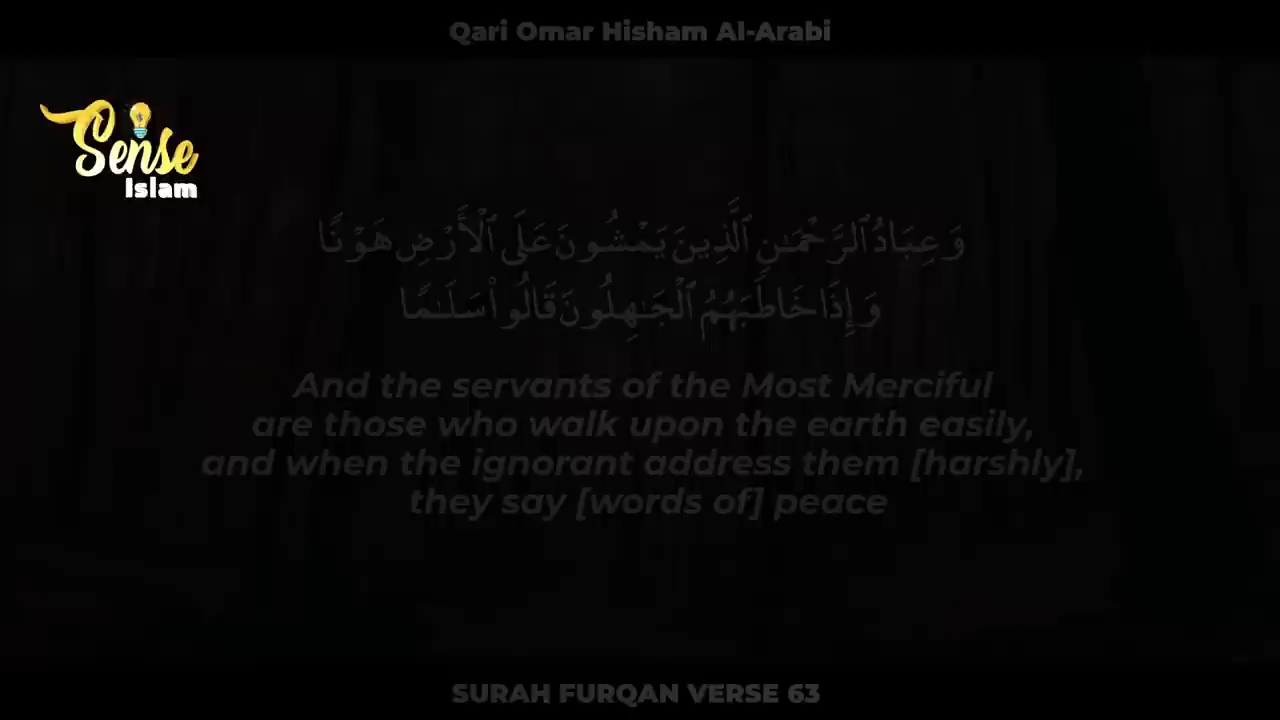 Qari Omar Hisham Al-Arabi
Sense
Islam
وَعِبَادُ ٱلرَّحْمَـٰنِ ٱلَّذِينَ يَمْشُونَ عَلَى ٱلْأَرْضِ هَوْنًا
وَإِذَا خَاطَبَهُمُ ٱلْجَـٰهِلُونَ قَالُوا۟ سَلَـٰمًا
And the servants of the Most Merciful
are those who walk upon the earth easily,
and when the ignorant address them [harshly],
they say [words of] peace
SURAH FURQAN VERSE 63